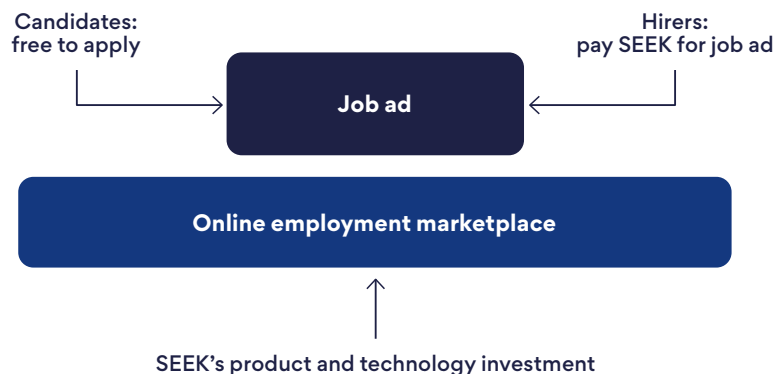 Candidates:
free to apply
Hirers:
pay SEEK for job ad
Job ad
Online employment marketplace
SEEK’s product and technology investment